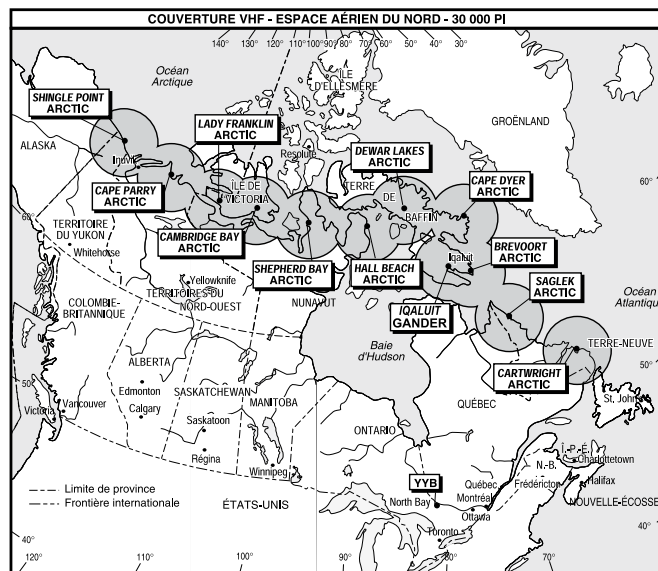 COUVERTURE VHF - ESPACE AÉRIEN DU NORD - 30 000 PI
140° 130° 120° 110° 100° 90° 80° 70° 60° 50° 40° 30°
Océan
Arctique
ÎLE
D'ELLESMERE
GROËNLAND
SHINGLE POINT
ARCTIC
LADY FRANKLIN
ARCTIC
DEWAR LAKES
ARCTIC
ALASKA
Inuvik
Resolute
CAPE PARRY
ARCTIC
ÎLE DE
VICTORIA
TERRE
DE
BAFFIN
CAPE DYER
ARCTIC
60°
60°
TERRITOIRE
DU YUKON
Whitehorse
CAMBRIDGE BAY
ARCTIC
SHEPHERD BAY
ARCTIC
HALL BEACH
ARCTIC
Iqaluit
BREVOORT
ARCTIC
Yellowknife
TERRITOIRES DU
NORD-OUEST
NUNAVUT
IQALUIT
GANDER
SAGLEK
ARCTIC
Océan
Atlantique
COLOMBIE-
BRITANNIQUE
Baie
d'Hudson
TERRE-NEUVE
CARTWRIGHT
ARCTIC
50°
50°
ALBERTA
Edmonton
Calgary
SASKATCHEWAN
Saskatoon
Régina
MANITOBA
Winnipeg
Vancouver
Victoria
ONTARIO
QUÉBEC
St. John's
YYB
North Bay
Québec
Montréal
Ottawa
Toronto
Î.-P.-É.
Charlottetown
N.-B.
Frédéricton
Halifax
NOUVELLE-ÉCOSSE
Limite de province
Frontière internationale
ÉTATS-UNIS
40°
40°
120° 110° 100° 90° 80° 70°